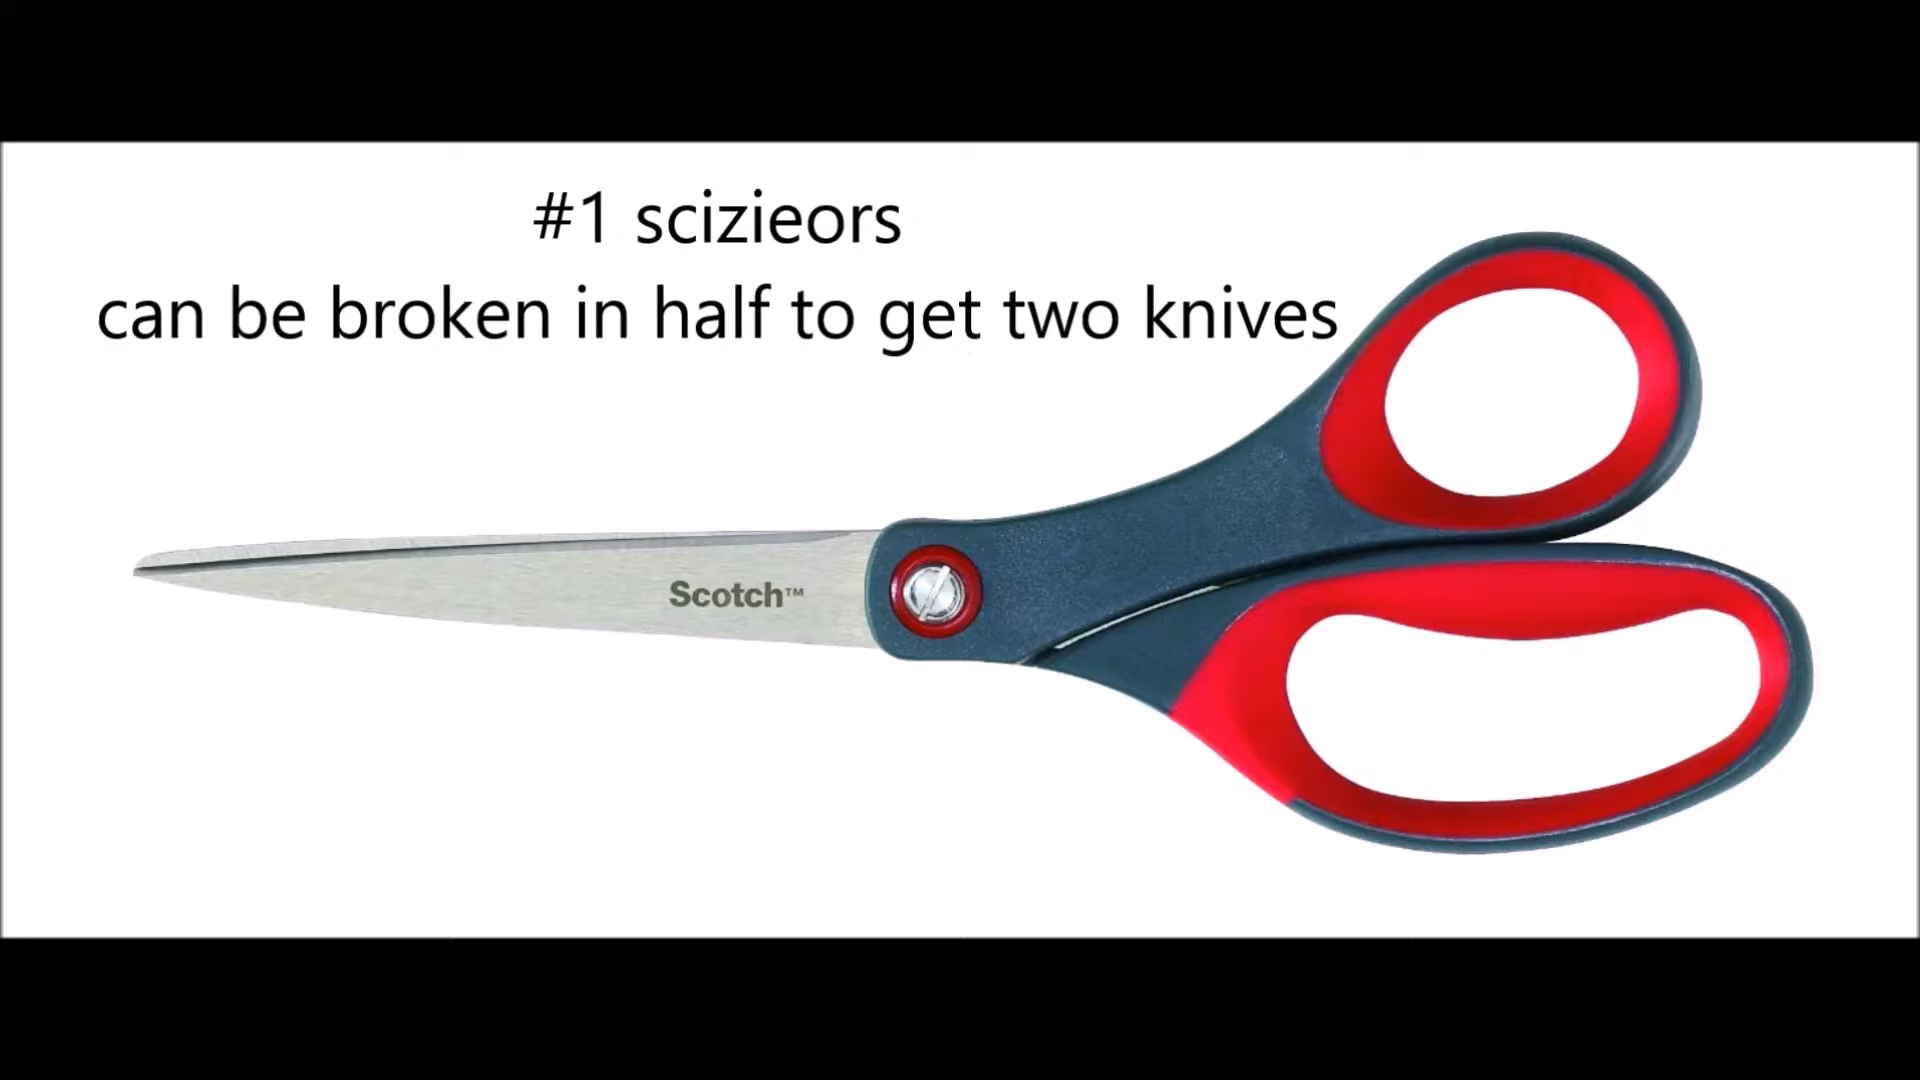 #1 scizieors
can be broken in half to get two knives
Scotch™